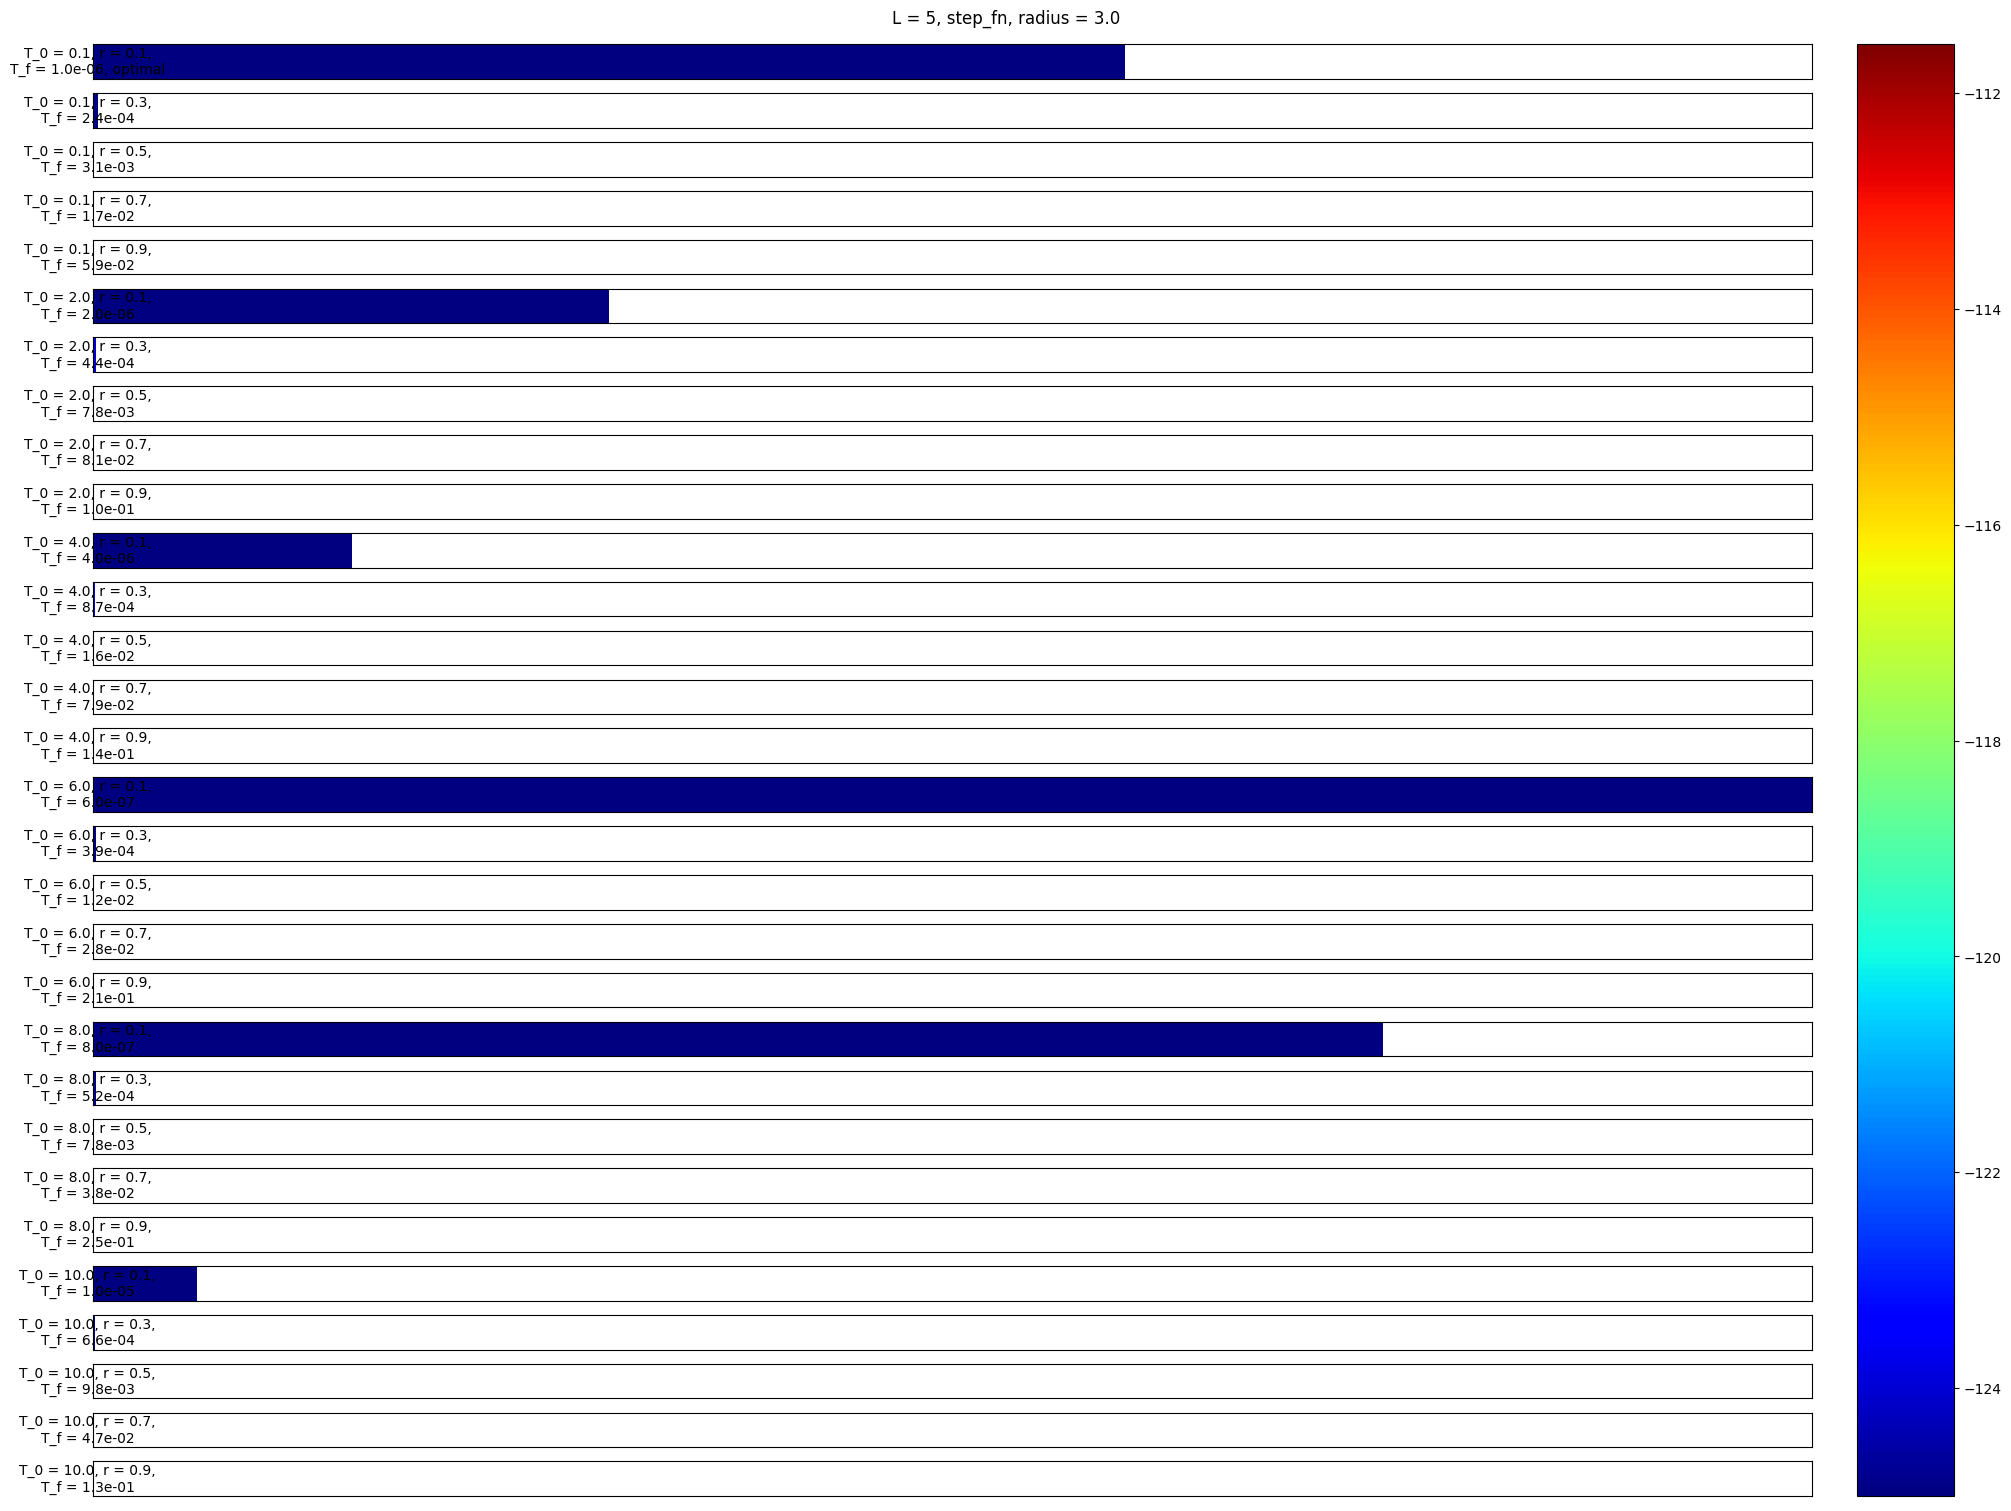 L = 5, step_fn, radius = 3.0
T_0 = 0.1, r = 0.1,
T_f = 1.0e-06, optimal
T_0 = 0.1, r = 0.3,
T_f = 2.4e-04
T_0 = 0.1, r = 0.5,
T_f = 3.1e-03
T_0 = 0.1, r = 0.7,
T_f = 1.7e-02
T_0 = 0.1, r = 0.9,
T_f = 5.9e-02
T_0 = 2.0, r = 0.1,
T_f = 2.0e-06
T_0 = 2.0, r = 0.3,
T_f = 4.4e-04
T_0 = 2.0, r = 0.5,
T_f = 7.8e-03
T_0 = 2.0, r = 0.7,
T_f = 8.1e-02
T_0 = 2.0, r = 0.9,
T_f = 1.0e-01
T_0 = 4.0, r = 0.1,
T_f = 4.0e-06
T_0 = 4.0, r = 0.3,
T_f = 8.7e-04
T_0 = 4.0, r = 0.5,
T_f = 1.6e-02
T_0 = 4.0, r = 0.7,
T_f = 7.9e-02
T_0 = 4.0, r = 0.9,
T_f = 1.4e-01
T_0 = 6.0, r = 0.1,
T_f = 6.0e-07
T_0 = 6.0, r = 0.3,
T_f = 3.9e-04
T_0 = 6.0, r = 0.5,
T_f = 1.2e-02
T_0 = 6.0, r = 0.7,
T_f = 2.8e-02
T_0 = 6.0, r = 0.9,
T_f = 2.1e-01
T_0 = 8.0, r = 0.1,
T_f = 8.0e-07
T_0 = 8.0, r = 0.3,
T_f = 5.2e-04
T_0 = 8.0, r = 0.5,
T_f = 7.8e-03
T_0 = 8.0, r = 0.7,
T_f = 3.8e-02
T_0 = 8.0, r = 0.9,
T_f = 2.5e-01
T_0 = 10.0, r = 0.1,
T_f = 1.0e-05
T_0 = 10.0, r = 0.3,
T_f = 6.6e-04
T_0 = 10.0, r = 0.5,
T_f = 9.8e-03
T_0 = 10.0, r = 0.7,
T_f = 4.7e-02
T_0 = 10.0, r = 0.9,
T_f = 1.3e-01
−112
−114
−116
−118
−120
−122
−124